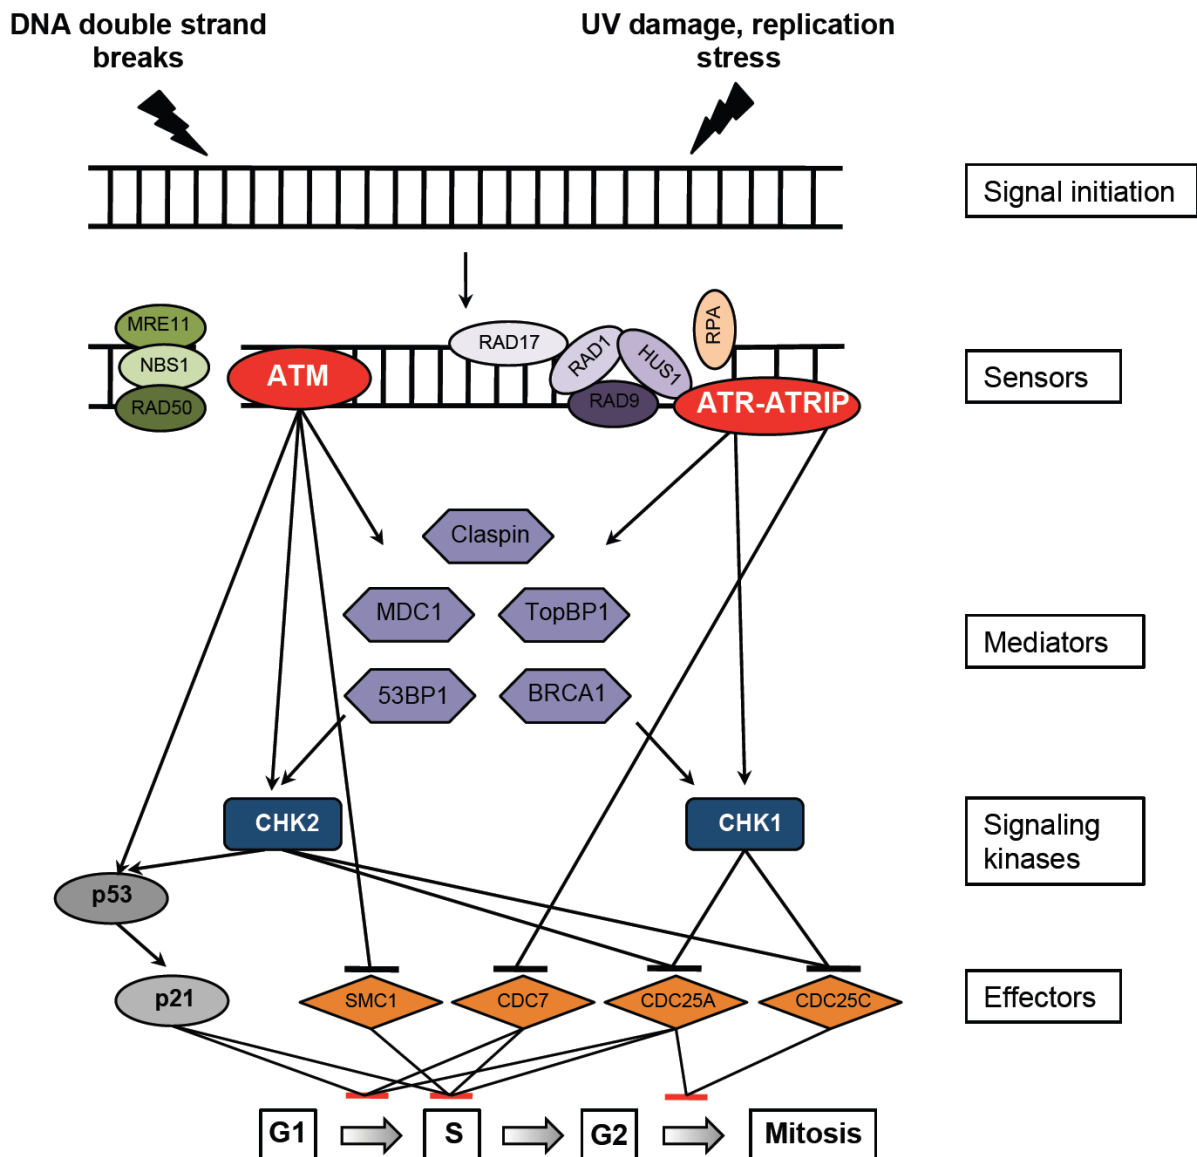 DNA double strand
breaks
UV damage, replication
stress
Signal initiation
MRE11
NBS1
RAD50
ATM
RAD17
RAD1
HUS1
RAD9
RPA
ATR-ATRIP
Sensors
Claspin
MDC1
TopBP1
53BP1
BRCA1
Mediators
CHK2
CHK1
Signaling
kinases
p53
p21
SMC1
CDC7
CDC25A
CDC25C
Effectors
G1
S
G2
Mitosis